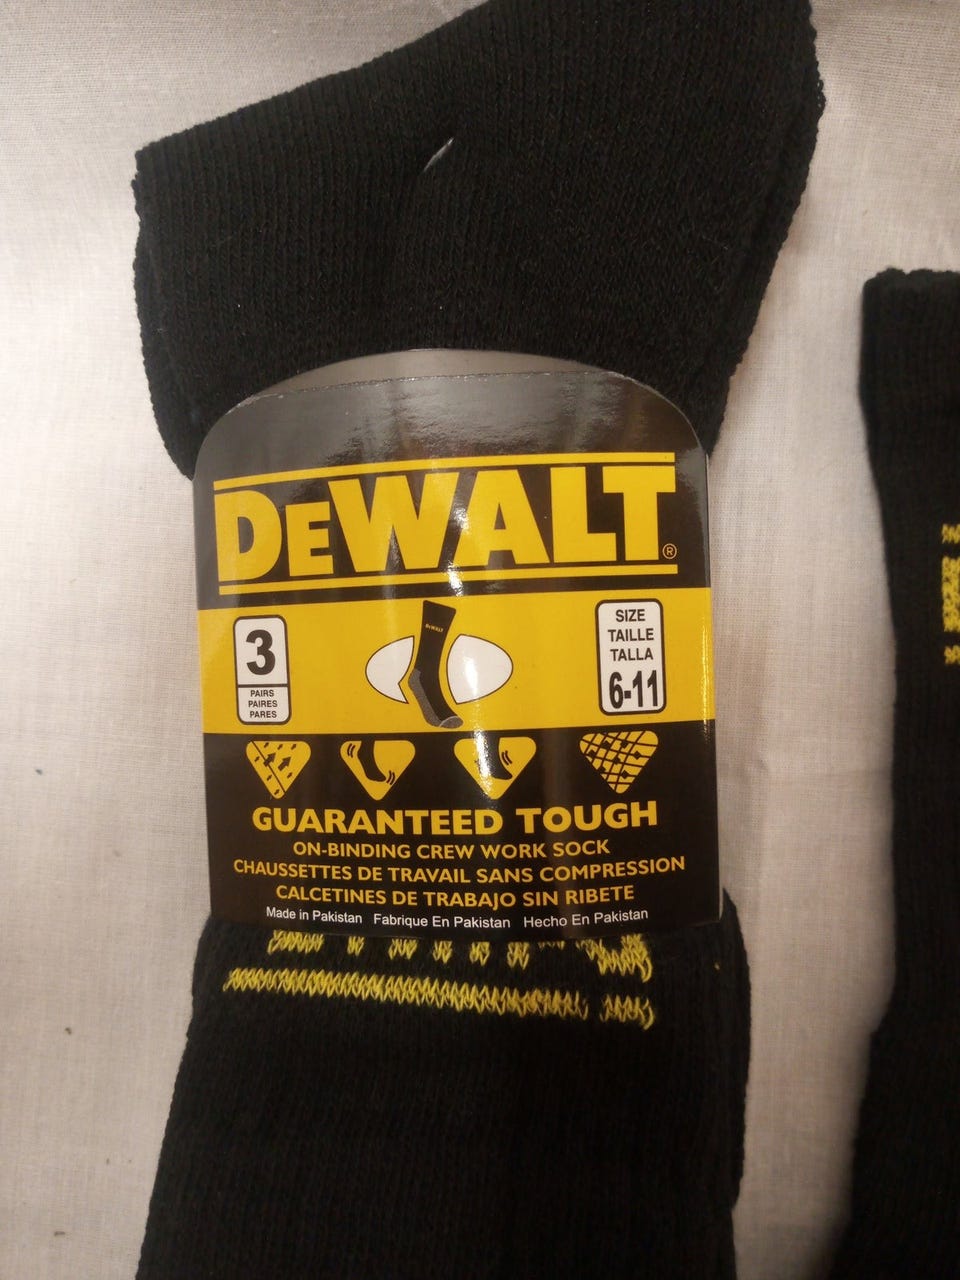 DEWALT®
3
PAIRS
PAIRES
PARES
DEWALT
SIZE
TAILLE
TALLA
6-11
GUARANTEED TOUGH
ON-BINDING CREW WORK SOCK
CHAUSSETTES DE TRAVAIL SANS COMPRESSION
CALCETINES DE TRABAJO SIN RIBETE
Made in Pakistan Fabrique En Pakistan Hecho En Pakistan